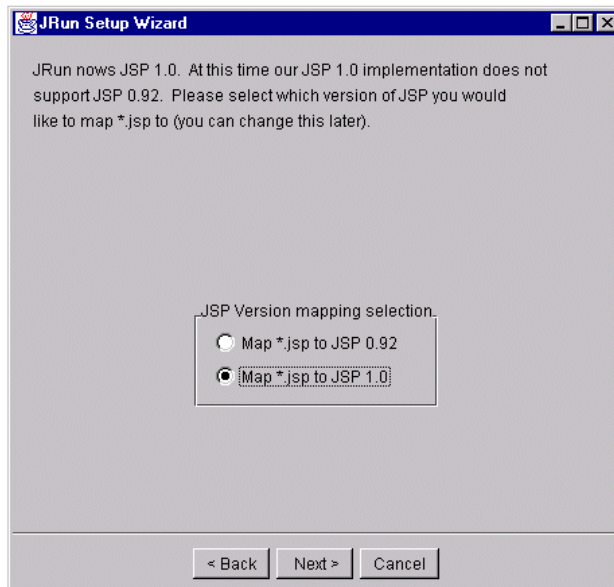 JRun Setup Wizard
JRun nows JSP 1.0. At this time our JSP 1.0 implementation does not
support JSP 0.92. Please select which version of JSP you would
like to map *.jsp to (you can change this later).
JSP Version mapping selection
Map *.jsp to JSP 0.92
Map *.jsp to JSP 1.0
< Back Next > Cancel